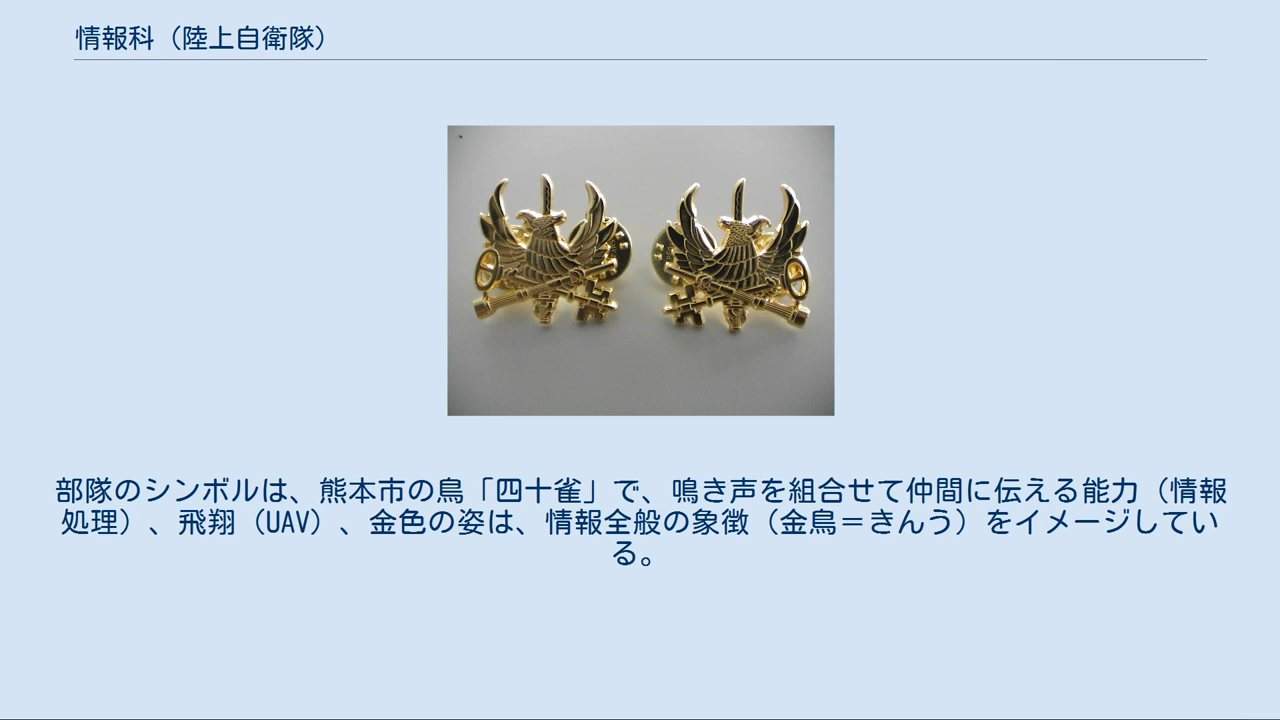 情報科（陸上自衛隊）
部隊のシンボルは、熊本市の鳥「四十雀」で、鳴き声を組合せて仲間に伝える能力（情報
処理）、飛翔（UAV）、金色の姿は、情報全般の象徴（金烏＝きんう）をイメージしてい
る。